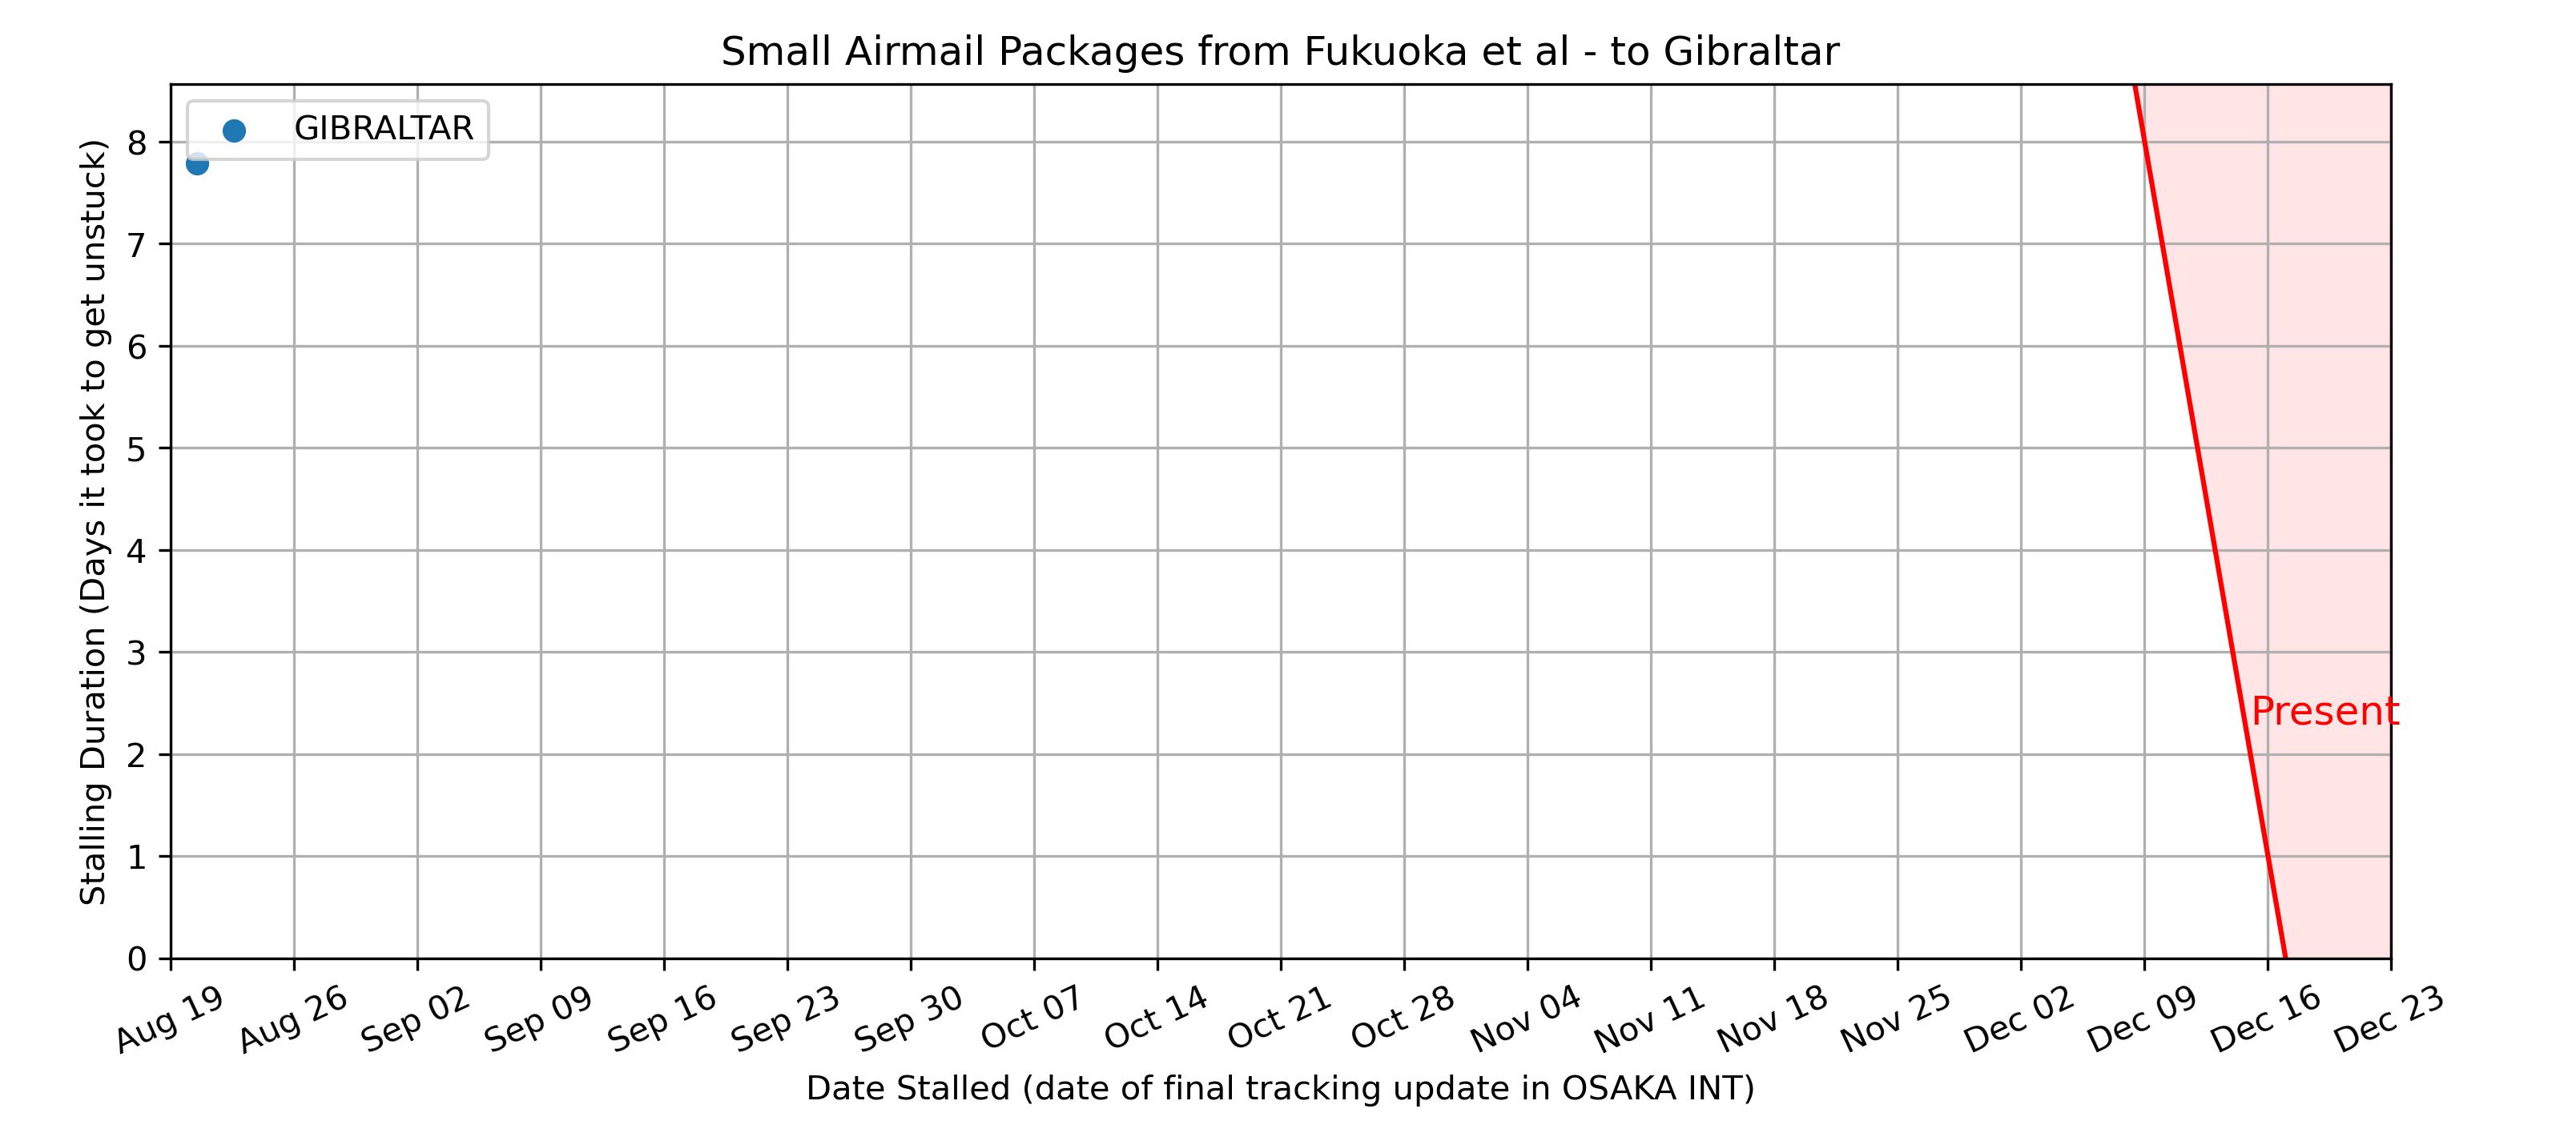 Small Airmail Packages from Fukuoka et al - to Gibraltar
GIBRALTAR
Stalling Duration (Days it took to get unstuck)
8
7
6
5
4
3
2
1
0
Present
Aug 19
Aug 26
Sep 02
Sep 09
Sep 16
Sep 23
Sep 30
Oct 07
Oct 14
Oct 21
Oct 28
Nov 04
Nov 11
Nov 18
Nov 25
Dec 02
Dec 09
Dec 16
Dec 23
Date Stalled (date of final tracking update in OSAKA INT)